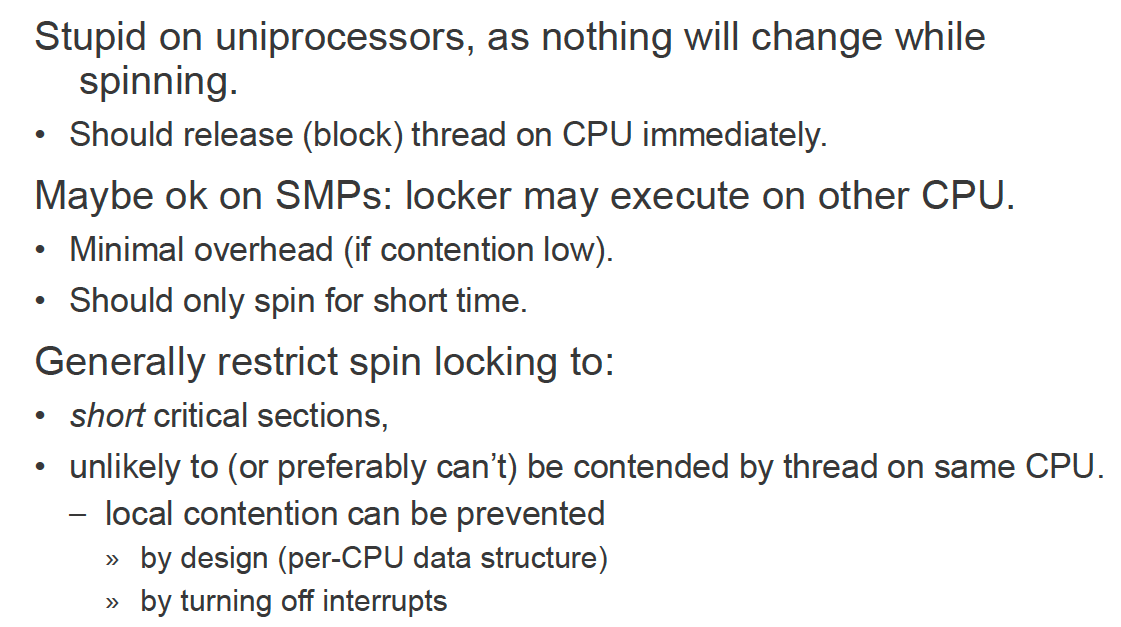 Stupid on uniprocessors, as nothing will change while
spinning.
• Should release (block) thread on CPU immediately.
Maybe ok on SMPs: locker may execute on other CPU.
• Minimal overhead (if contention low).
• Should only spin for short time.
Generally restrict spin locking to:
• short critical sections,
• unlikely to (or preferably can’t) be contended by thread on same CPU.
– local contention can be prevented
» by design (per-CPU data structure)
» by turning off interrupts